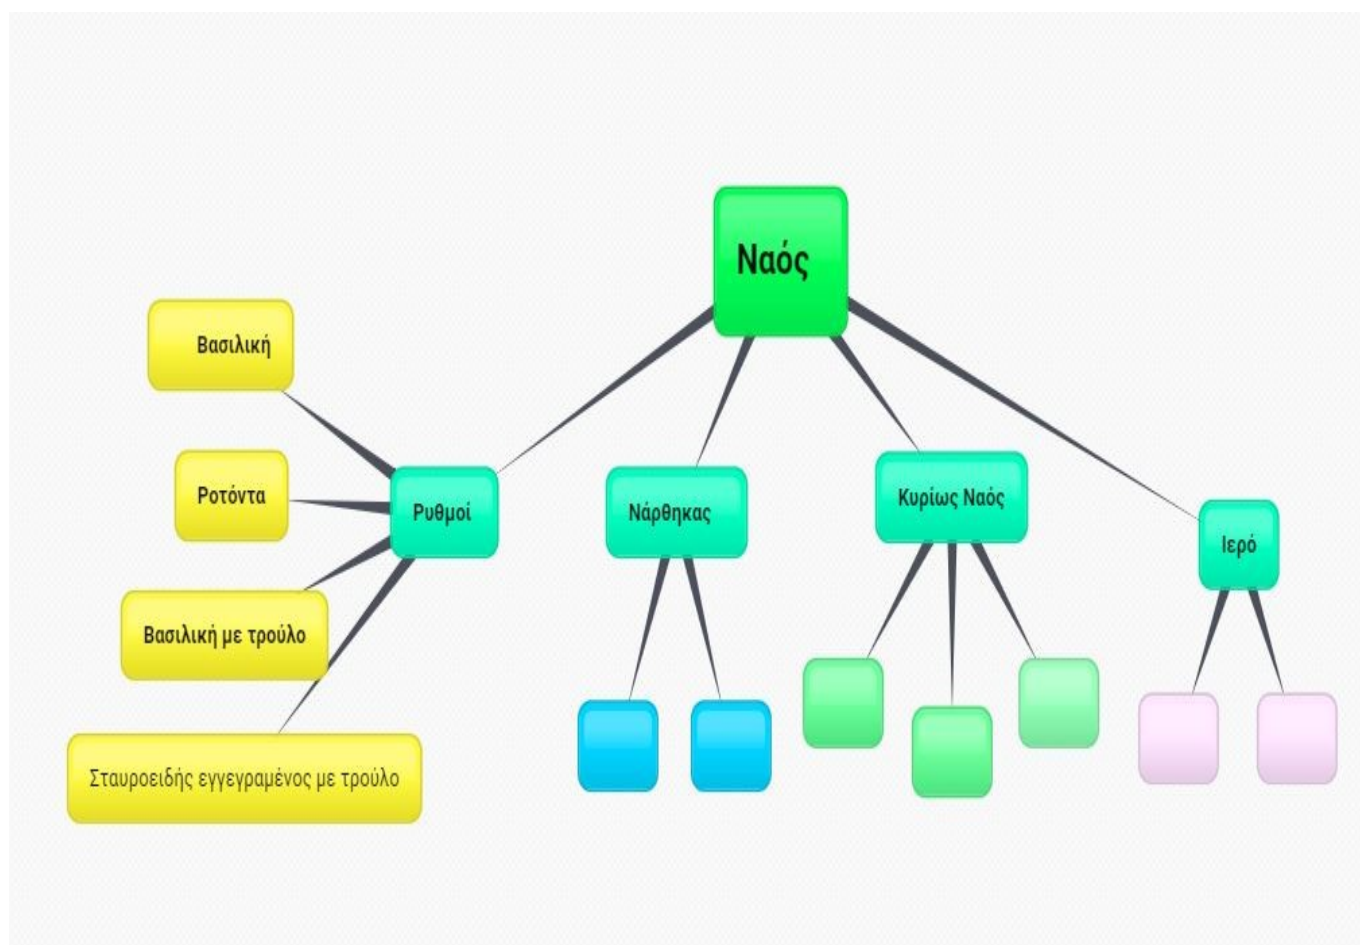 Ναός
Βασιλική
Ροτόντα
Βασιλική με τρούλο
Σταυροειδής εγγεγραμένος με τρούλο
Ρυθμοί
Νάρθηκας
Κυρίως Ναός
Ιερό